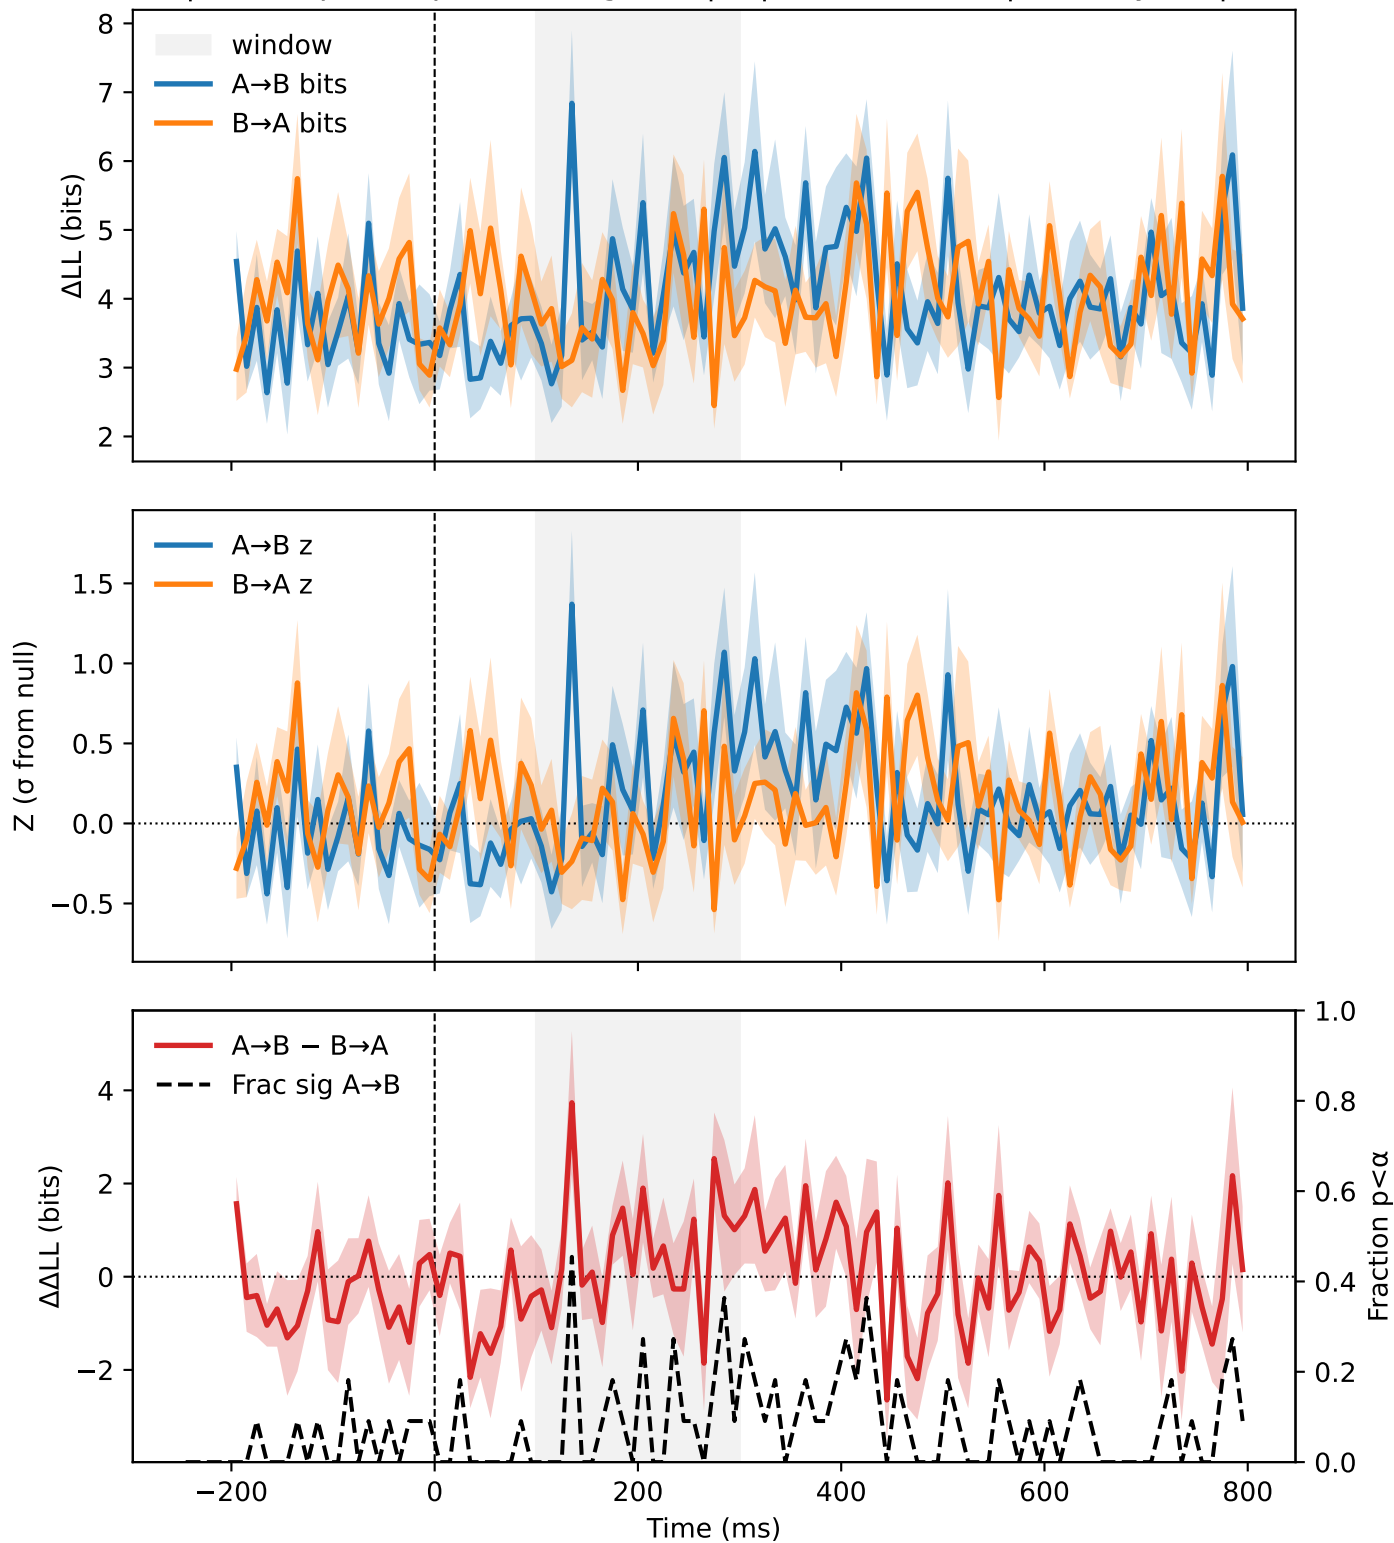 8
7
6
5
4
3
2
ΔLL (bits)
window
A→B bits
B→A bits
1.5
1.0
0.5
0.0
−0.5
Z (σ from null)
A→B z
B→A z
4
2
0
−2
ΔΔLL (bits)
A→B − B→A
Frac sig A→B
1.0
0.8
0.6
0.4
0.2
0.0
Fraction p<α
−200 0 200 400 600 800
Time (ms)